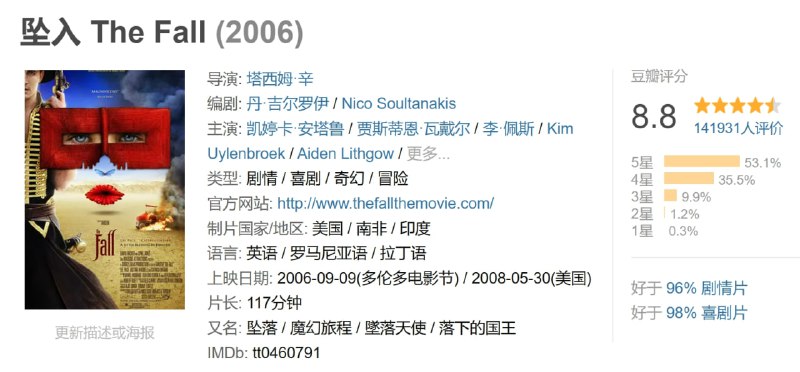 坠入 The Fall (2006)
导演: 塔西姆·辛
编剧: 丹·吉尔罗伊 / Nico Soultanakis
主演: 凯婷卡·安塔鲁 / 贾斯蒂恩·瓦戴尔 / 李·佩斯 / Kim
Uylenbroek / Aiden Lithgow / 更多...
类型: 剧情 / 喜剧 / 奇幻 / 冒险
官方网站: http://www.thefallthemovie.com/
制片国家/地区: 美国 / 南非 / 印度
语言: 英语 / 罗马尼亚语 / 拉丁语
上映日期: 2006-09-09(多伦多电影节) / 2008-05-30(美国)
片长: 117分钟
又名: 坠落 / 魔幻旅程 / 墜落天使 / 落下的国王
IMDb: tt0460791
the fall
更新描述或海报
豆瓣评分
8.8
141931人评价
5星 53.1%
4星 35.5%
3星 9.9%
2星 1.2%
1星 0.3%
好于 96% 剧情片
好于 98% 喜剧片